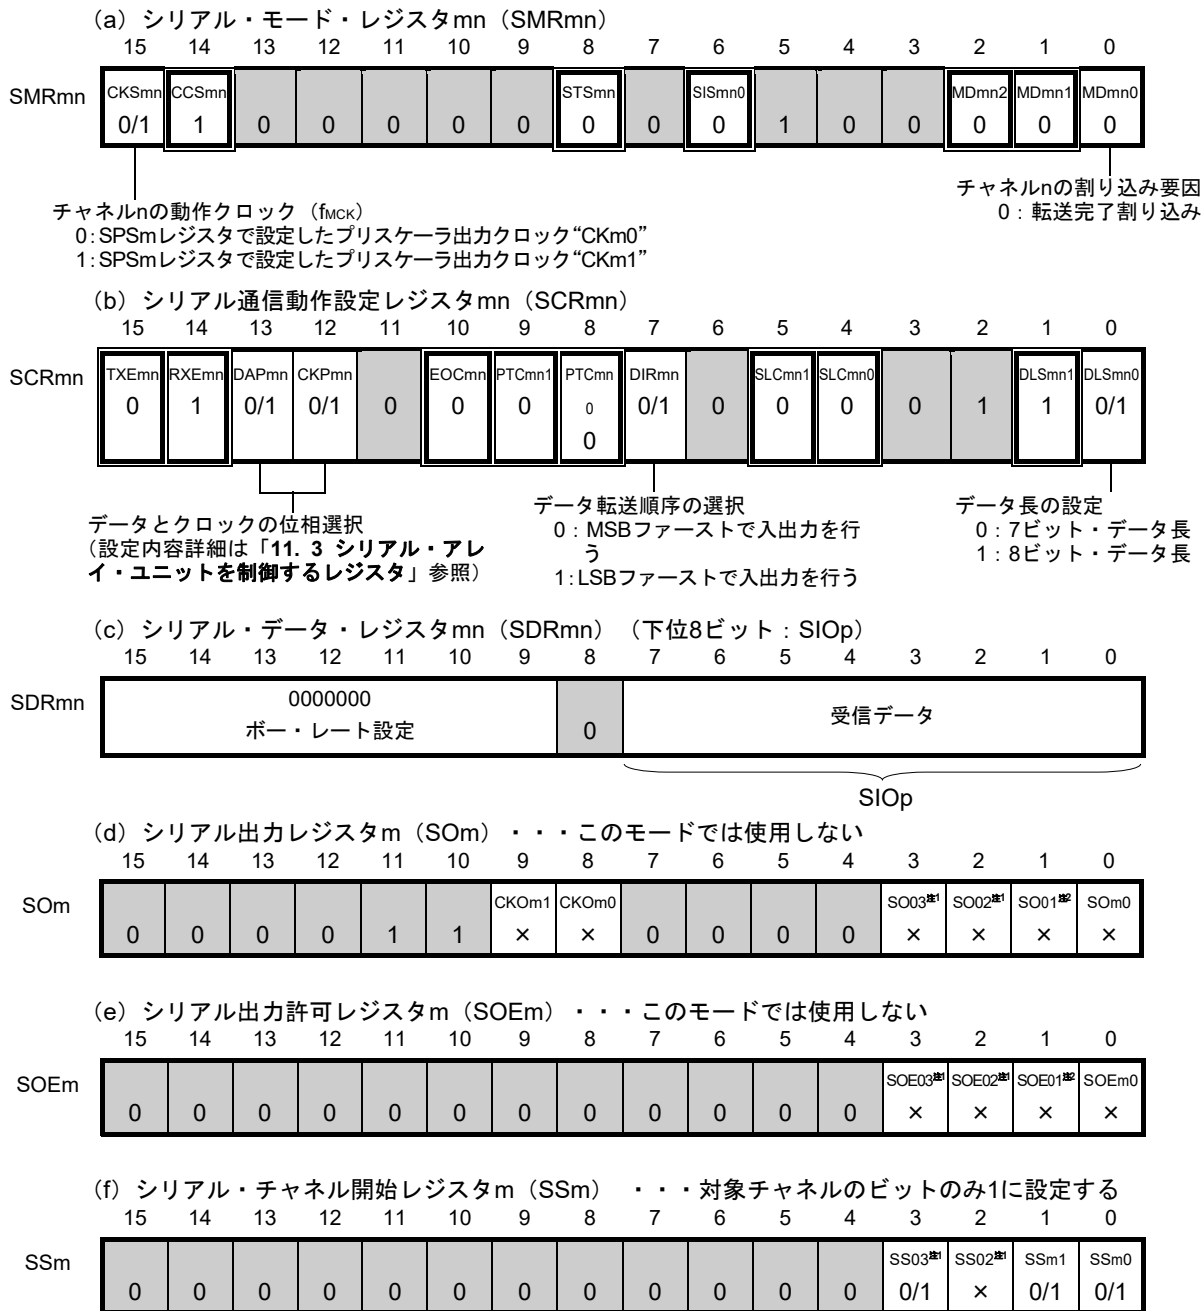 (a) シリアル・モード・レジスタmn（SMRmn）
15 14 13 12 11 10 9 8 7 6 5 4 3 2 1 0
SMRmn
CKSmn CCSmn STSmn SISmn0 MDmn2 MDmn1 MDmn0
0/1 1 0 0 0 0 0 0 0 0 1 0 0 0 0 0
チャネルnの割り込み要因
0：転送完了割り込み
チャネルnの動作クロック（fMCK）
0：SPSmレジスタで設定したプリスケーラ出力クロック“CKm0”
1：SPSmレジスタで設定したプリスケーラ出力クロック“CKm1”
(b) シリアル通信動作設定レジスタmn（SCRmn）
15 14 13 12 11 10 9 8 7 6 5 4 3 2 1 0
SCRmn
TXEmn RXEmn DAPmn CKPmn EOCmn PTCmn1 PTCmn DIRmn SLCmn1 SLCmn0 DLSmn1 DLSmn0
0 1 0/1 0/1 0 0 0 0 0/1 0 0 0 0 1 1 0/1
0
データとクロックの位相選択
（設定内容詳細は「11. 3 シリアル・アレ
イ・ユニットを制御するレジスタ」参照）
データ転送順序の選択
0：MSBファーストで入出力を行
う
1：LSBファーストで入出力を行う
データ長の設定
0：7ビット・データ長
1：8ビット・データ長
(c) シリアル・データ・レジスタmn（SDRmn）（下位8ビット：SIOp）
15 14 13 12 11 10 9 8 7 6 5 4 3 2 1 0
SDRmn
0000000
ボー・レート設定
0
受信データ
SIOp
(d) シリアル出力レジスタm（SOm）・・・このモードでは使用しない
15 14 13 12 11 10 9 8 7 6 5 4 3 2 1 0
SOm
CKOm1 CKOm0 SO03注1 SO02注1 SO01注2 SOm0
0 0 0 0 1 1 × × 0 0 0 0 × × × ×
(e) シリアル出力許可レジスタm（SOEm）・・・このモードでは使用しない
15 14 13 12 11 10 9 8 7 6 5 4 3 2 1 0
SOEm
SOE03注1 SOE02注1 SOE01注2 SOEm0
0 0 0 0 0 0 0 0 0 0 0 0 × × × ×
(f) シリアル・チャネル開始レジスタm（SSm）　・・・対象チャネルのビットのみ1に設定する
15 14 13 12 11 10 9 8 7 6 5 4 3 2 1 0
SSm
SS03注1 SS02注1 SSm1 SSm0
0 0 0 0 0 0 0 0 0 0 0 0 0/1 × 0/1 0/1